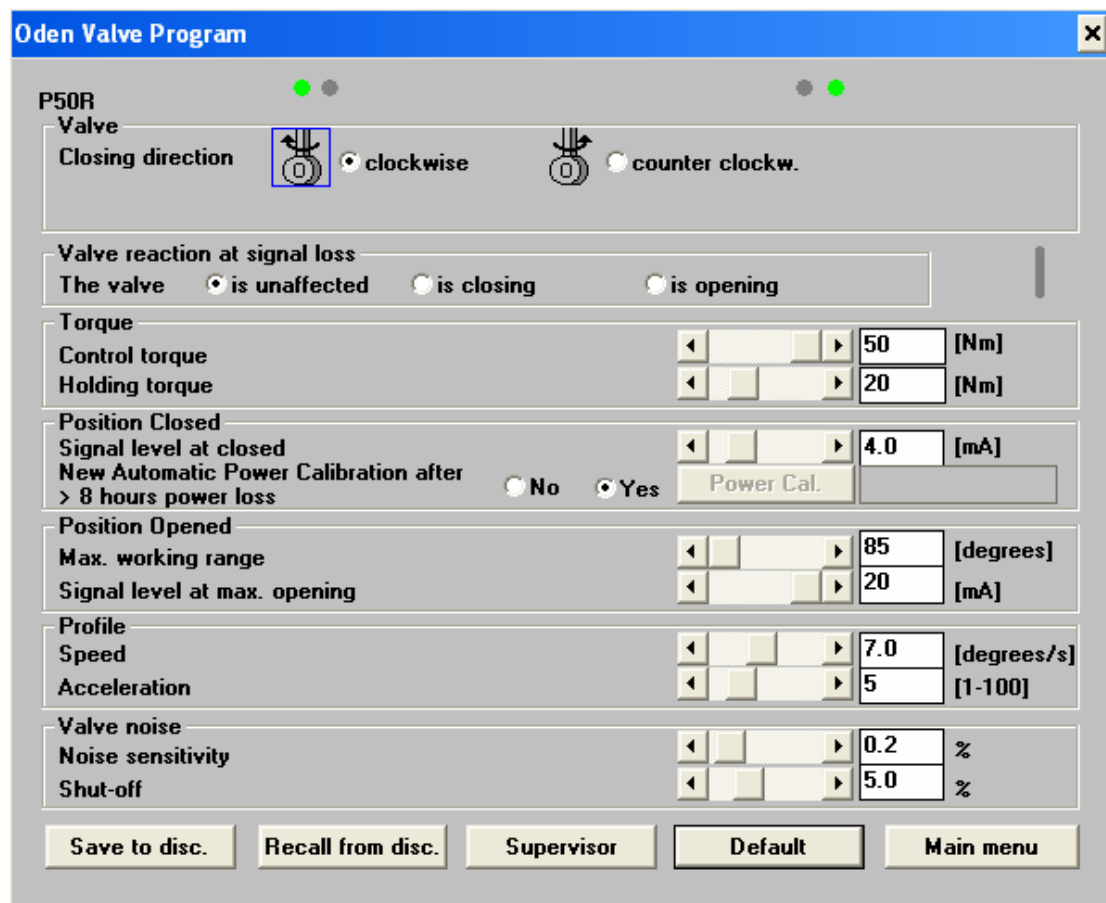 Oden Valve Program
P50R
Valve
Closing direction clockwise counter clockw.
Valve reaction at signal loss
The valve is unaffected is closing is opening
Torque
Control torque 50 [Nm]
Holding torque 20 [Nm]
Position Closed
Signal level at closed 4.0 [mA]
New Automatic Power Calibration after
> 8 hours power loss No Yes Power Cal.
Position Opened
Max. working range 85 [degrees]
Signal level at max. opening 20 [mA]
Profile
Speed 7.0 [degrees/s]
Acceleration 5 [1-100]
Valve noise
Noise sensitivity 0.2 %
Shut-off 5.0 %
Save to disc. Recall from disc. Supervisor Default Main menu